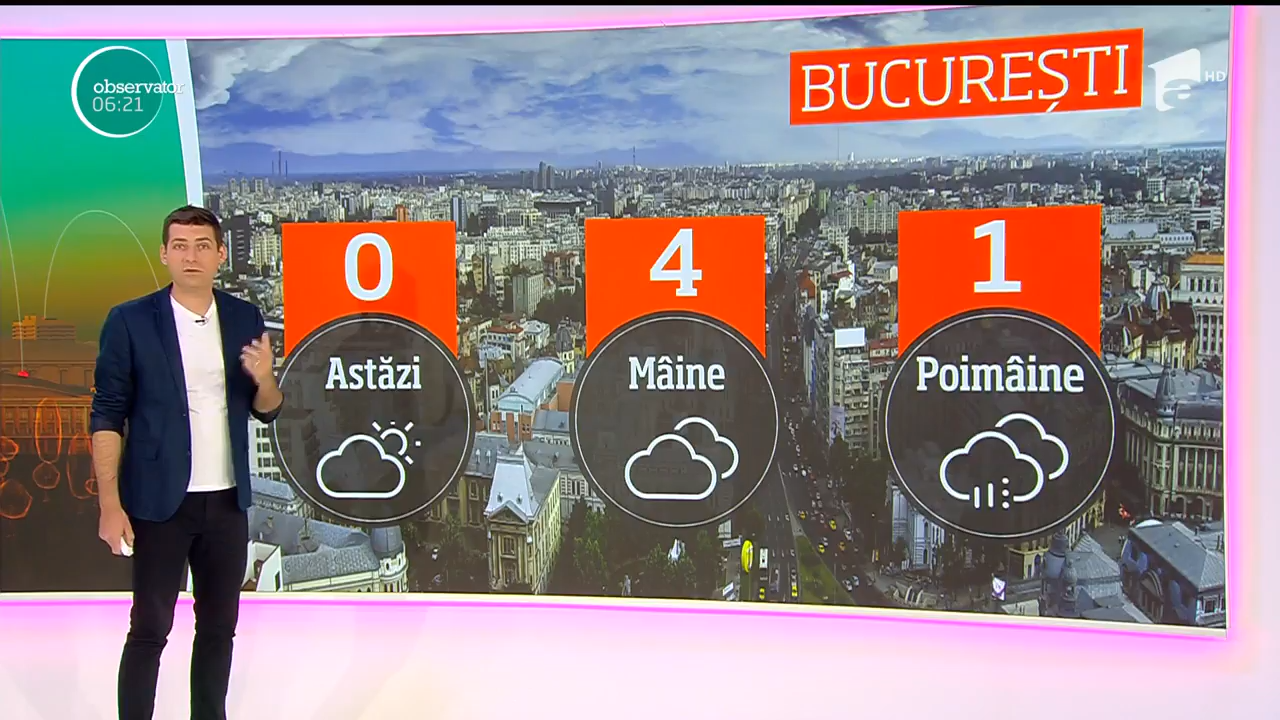 observator
06:21
BUCUREȘTI
HD
0
4
1
Astăzi
Mâine
Poimâine